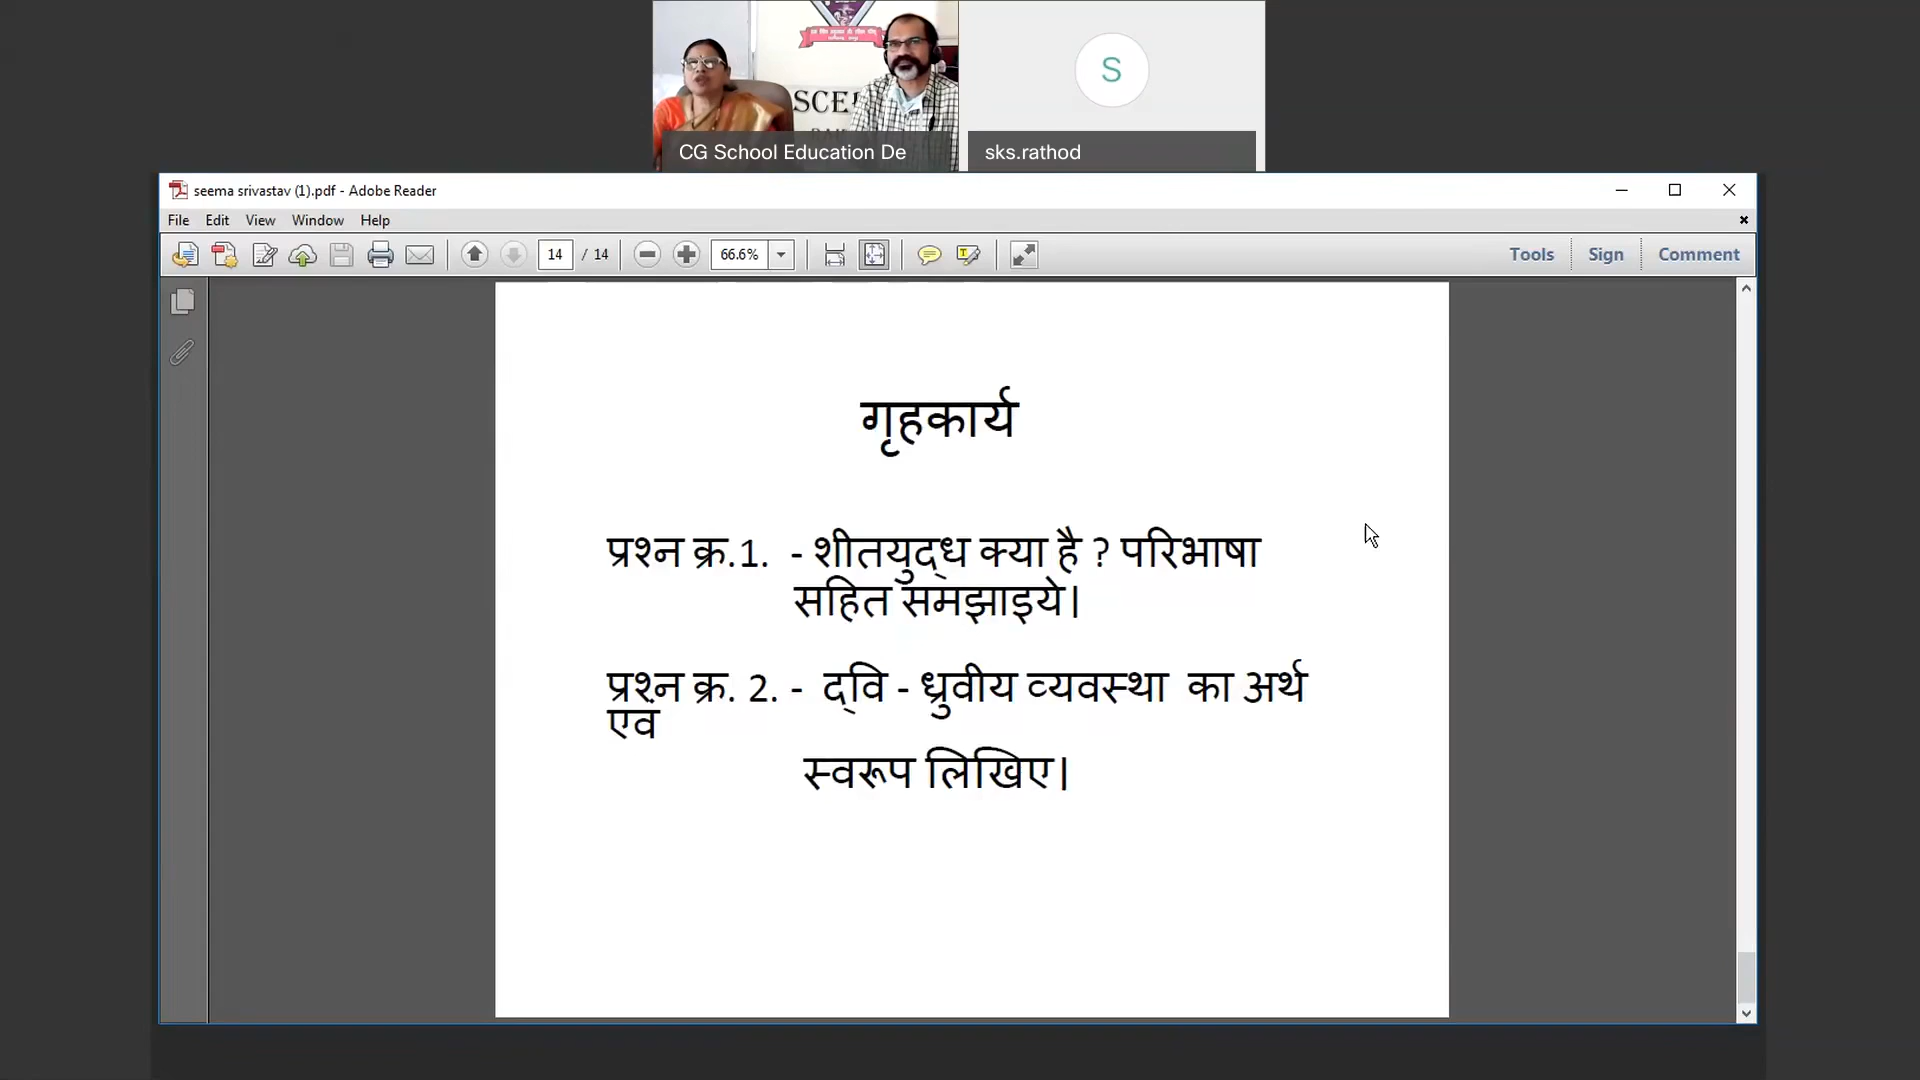 SCE
CG School Education De
S
sks.rathod
seema srivastav (1).pdf - Adobe Reader
File Edit View Window Help
14 / 14 66.6% Tools Sign Comment
गृहकार्य
प्रश्न क्र.1. - शीतयुद्ध क्या है ? परिभाषा
सहित समझाइये।
प्रश्न क्र. 2. - द्वि - ध्रुवीय व्यवस्था का अर्थ
एवं
स्वरूप लिखिए।